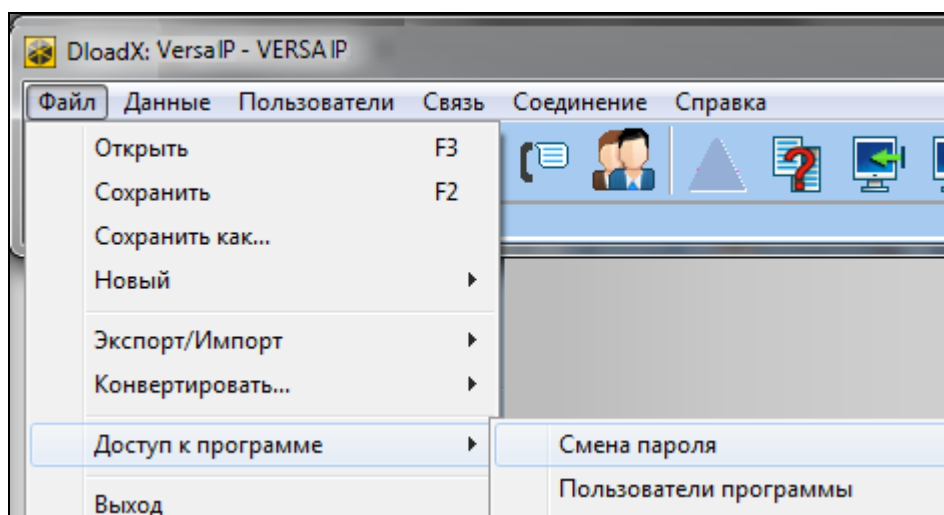 DloadX: VersaIP - VERSA IP
Файл Данные Пользователи Связь Соединение Справка
Открыть F3
Сохранить F2
Сохранить как...
Новый
Экспорт/Импорт
Конвертировать...
Доступ к программе
Смена пароля
Пользователи программы
Выход